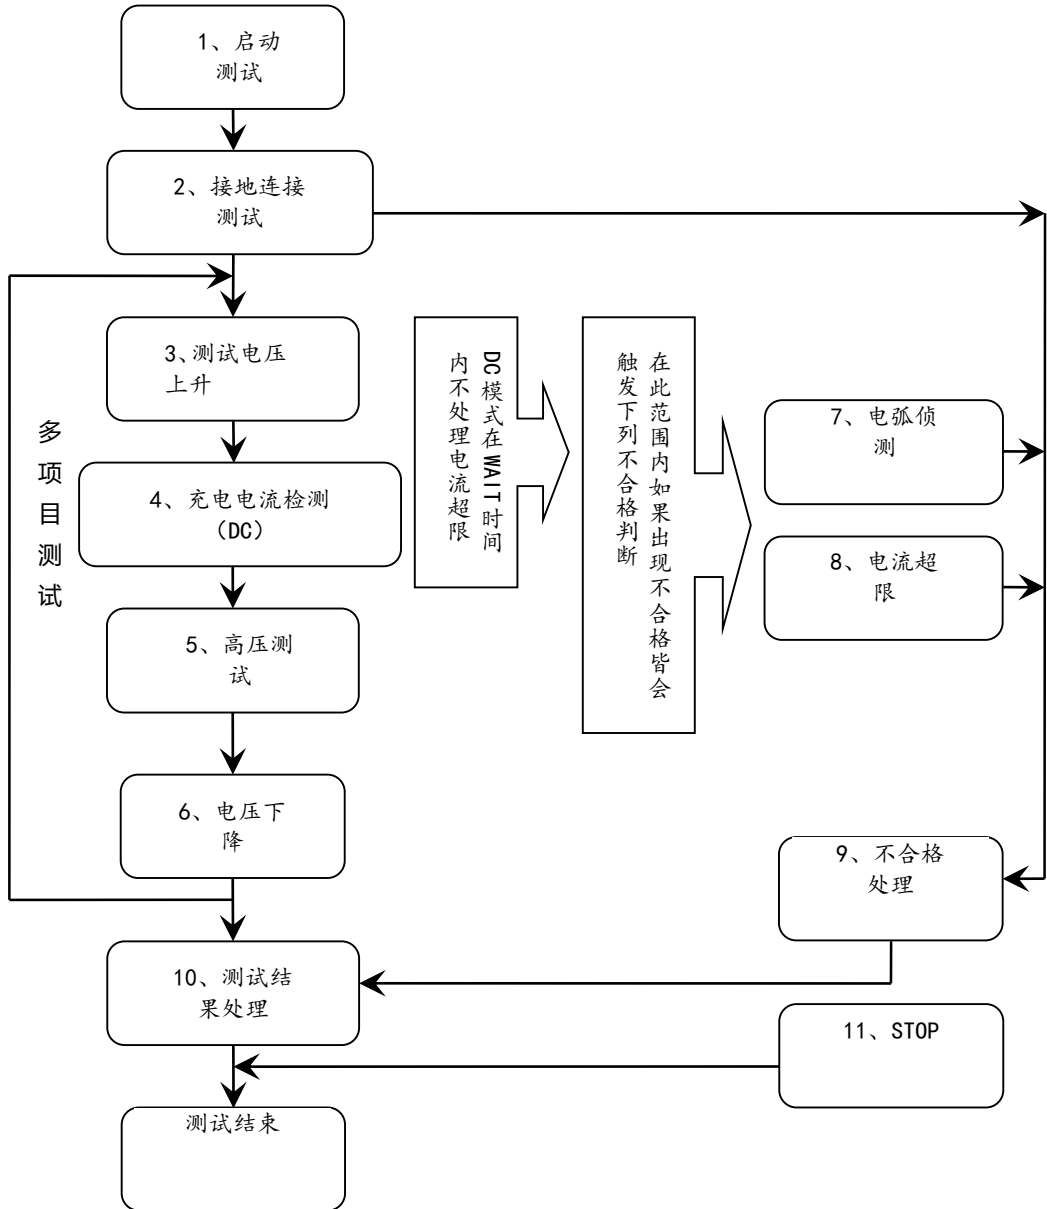 1、启动
测试
2、接地连接
测试
3、测试电压
上升
4、充电电流检测
（DC）
5、高压测
试
6、电压下
降
10、测试结
果处理
测试结束
多项目测试
DC模式在WAIT时间
内不处理电流超限
在此范围内如果出现不合格皆会
触发下列不合格判断
7、电弧侦
测
8、电流超
限
9、不合格
处理
11、STOP